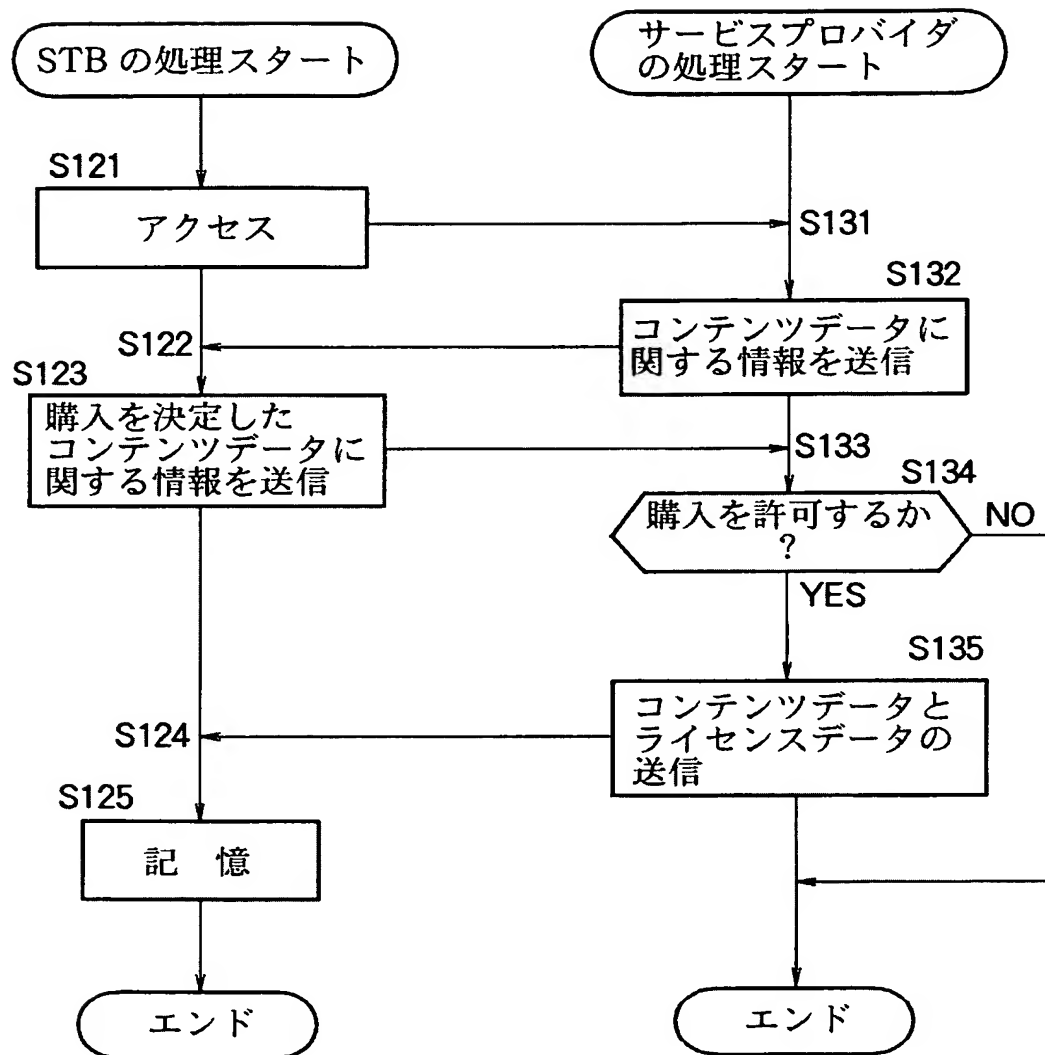 STB の処理スタート
サービスプロバイダ
の処理スタート
S121
アクセス
S131
S132
コンテンツデータに
関する情報を送信
S122
S123
購入を決定した
コンテンツデータに
関する情報を送信
S133
S134
購入を許可するか
?
NO
YES
S135
コンテンツデータと
ライセンスデータの
送信
S124
S125
記 憶
エンド
エンド